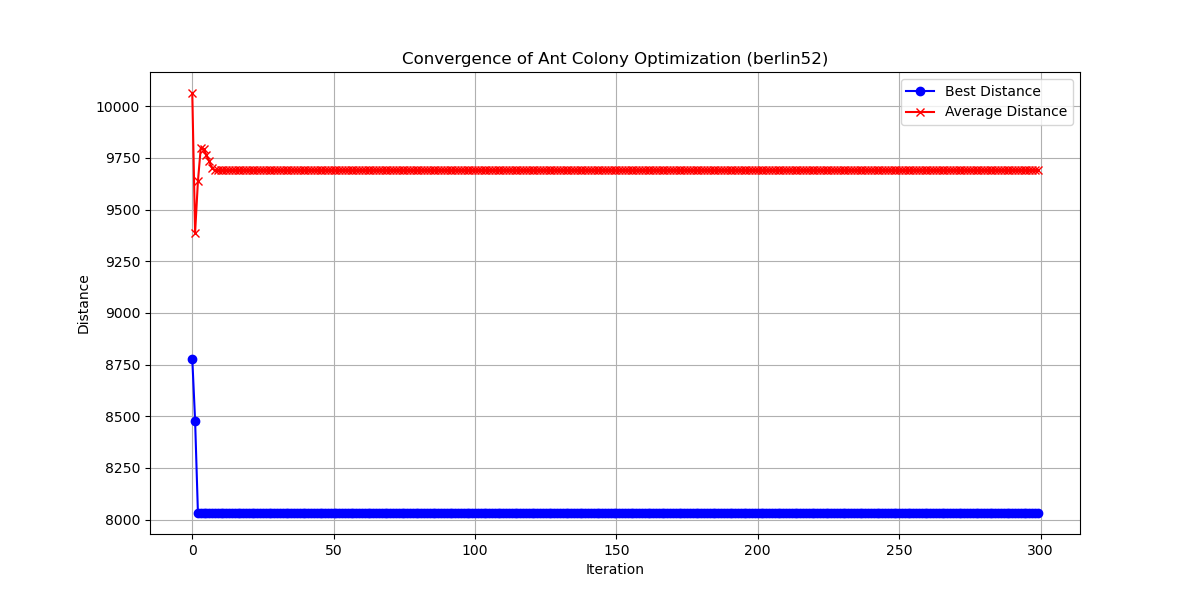 Convergence of Ant Colony Optimization (berlin52)
Best Distance
Average Distance
10000
9750
9500
9250
9000
8750
8500
8250
8000
Distance
0 50 100 150 200 250 300
Iteration